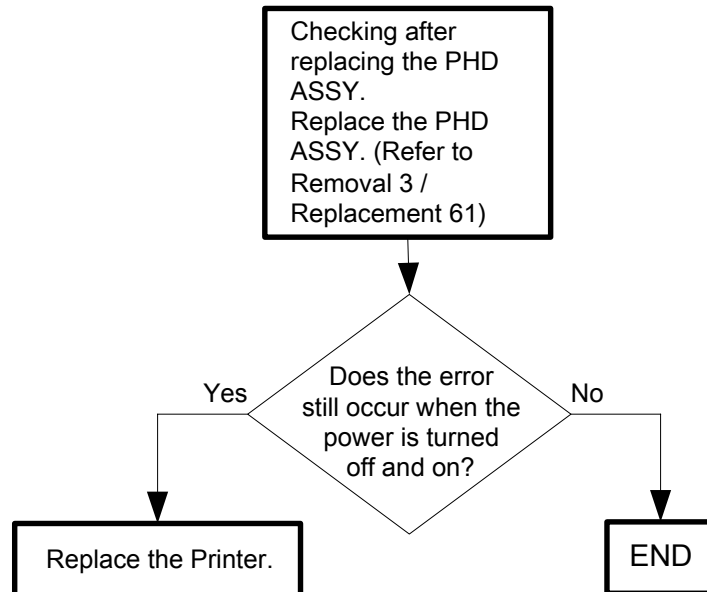 Checking after
replacing the PHD
ASSY.
Replace the PHD
ASSY. (Refer to
Removal 3 /
Replacement 61)
Does the error
still occur when the
power is turned
off and on?
Yes
No
Replace the Printer.
END